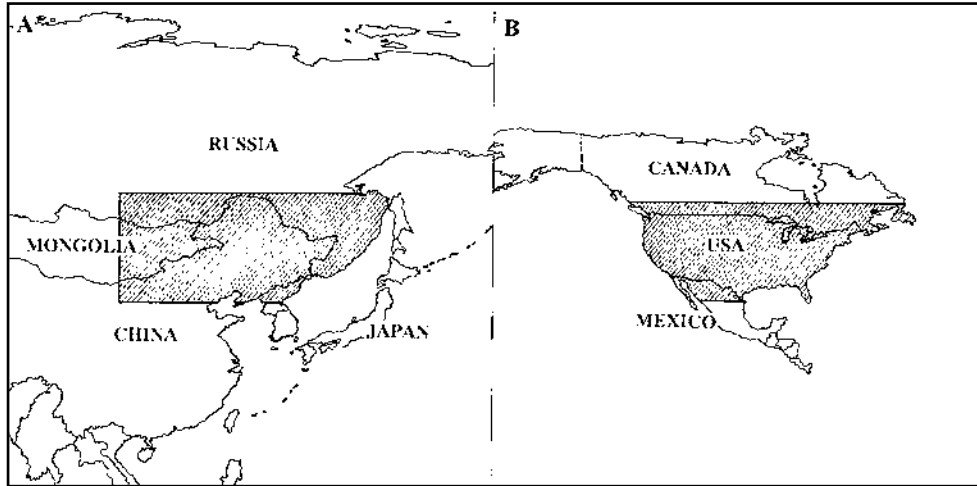 A
B
RUSSIA
CANADA
MONGOLIA
USA
CHINA
JAPAN
MEXICO